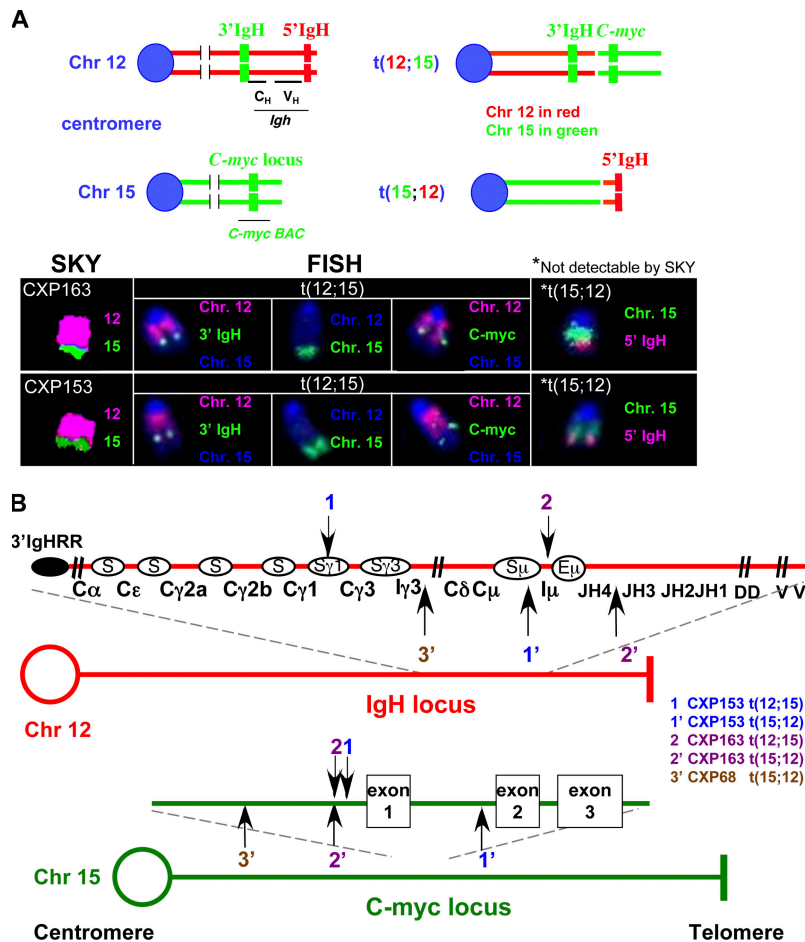 A
3'IgH 5'IgH
Chr 12
CH VH
Igh
centromere
3'IgH C-myc
t(12;15)
Chr 12 in red
Chr 15 in green
C-myc locus
Chr 15
C-myc BAC
5'IgH
t(15;12)
SKY FISH *Not detectable by SKY
CXP163 t(12;15) *t(15;12)
12
15
Chr. 12
3' IgH
Chr. 15
Chr. 12
Chr. 15
Chr. 12
C-myc
Chr. 15
Chr. 15
5' IgH
CXP153 t(12;15) *t(15;12)
12
15
Chr. 12
3' IgH
Chr. 15
Chr. 12
Chr. 15
Chr. 12
C-myc
Chr. 15
Chr. 15
5' IgH
B
1 2
3'IgHRR
S S S S Sγ1 Sγ3 Sμ Eμ
Cα Cε Cγ2a Cγ2b Cγ1 Cγ3 Iγ3 Cδ Cμ Iμ JH4 JH3 JH2JH1 DD V V
3' 1' 2'
IgH locus
Chr 12
1 CXP153 t(12;15)
1' CXP153 t(15;12)
2 CXP163 t(12;15)
2' CXP163 t(15;12)
3' CXP68 t(15;12)
2 1
exon 1
exon 2
exon 3
3' 2' 1'
Chr 15
C-myc locus
Centromere Telomere